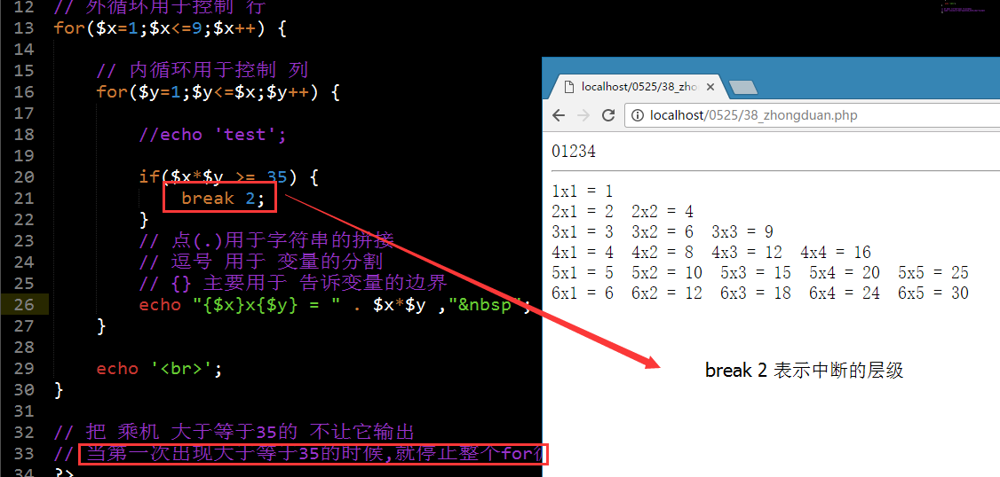 12 // 外循环用于控制 行
13 for($x=1;$x<=9;$x++) {
14
15 // 内循环用于控制 列
16 for($y=1;$y<=$x;$y++) {
17
18 //echo 'test';
19
20 if($x*$y >= 35) {
21 break 2;
22 }
23 // 点(.)用于字符串的拼接
24 // 逗号 用于 变量的分割
25 // {} 主要用于 告诉变量的边界
26 echo "{$x}x{$y} = " . $x*$y ,"&nbsp";
27 }
28
29 echo '<br>';
30 }
31
32 // 把 乘机 大于等于35的 不让它输出
33 // 当第一次出现大于等于35的时候,就停止整个for
34 ?>
localhost/0525/38_zho
localhost/0525/38_zhongduan.php
01234
1x1 = 1
2x1 = 2 2x2 = 4
3x1 = 3 3x2 = 6 3x3 = 9
4x1 = 4 4x2 = 8 4x3 = 12 4x4 = 16
5x1 = 5 5x2 = 10 5x3 = 15 5x4 = 20 5x5 = 25
6x1 = 6 6x2 = 12 6x3 = 18 6x4 = 24 6x5 = 30
break 2 表示中断的层级